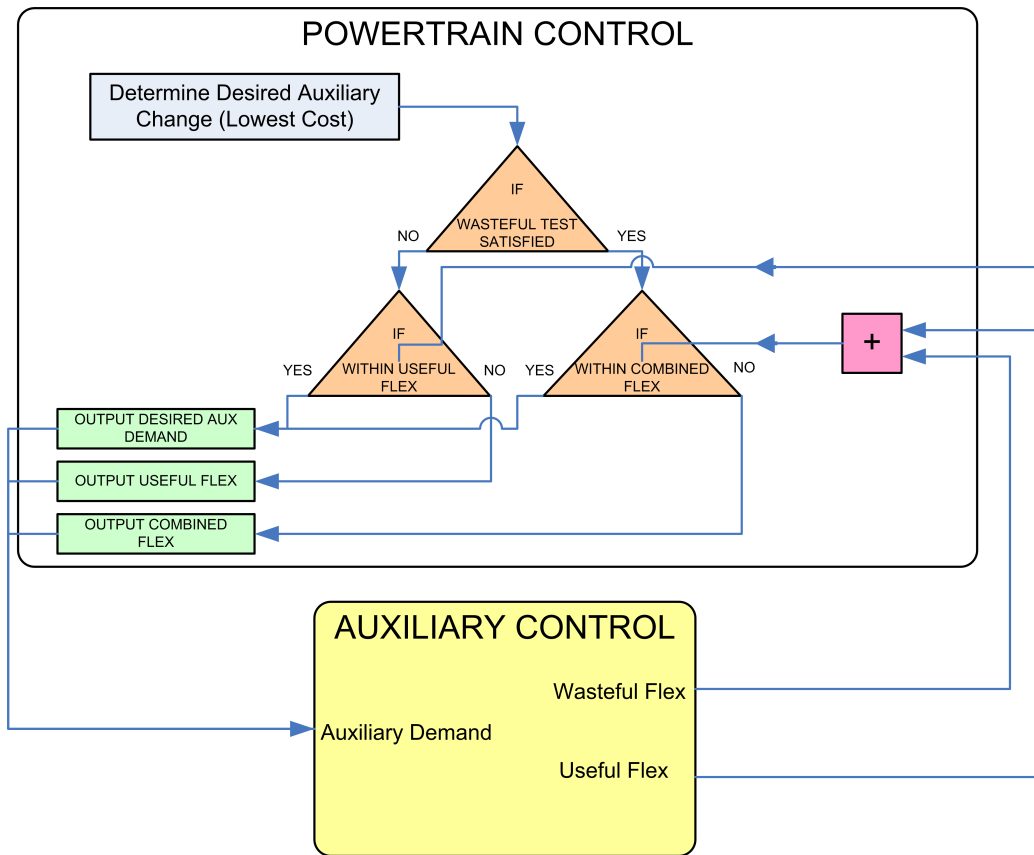 POWERTRAIN CONTROL
Determine Desired Auxiliary
Change (Lowest Cost)
IF
WASTEFUL TEST
SATISFIED
NO
YES
IF
WITHIN USEFUL
FLEX
YES
NO
IF
WITHIN COMBINED
FLEX
YES
NO
+
OUTPUT DESIRED AUX
DEMAND
OUTPUT USEFUL FLEX
OUTPUT COMBINED
FLEX
AUXILIARY CONTROL
Wasteful Flex
Auxiliary Demand
Useful Flex